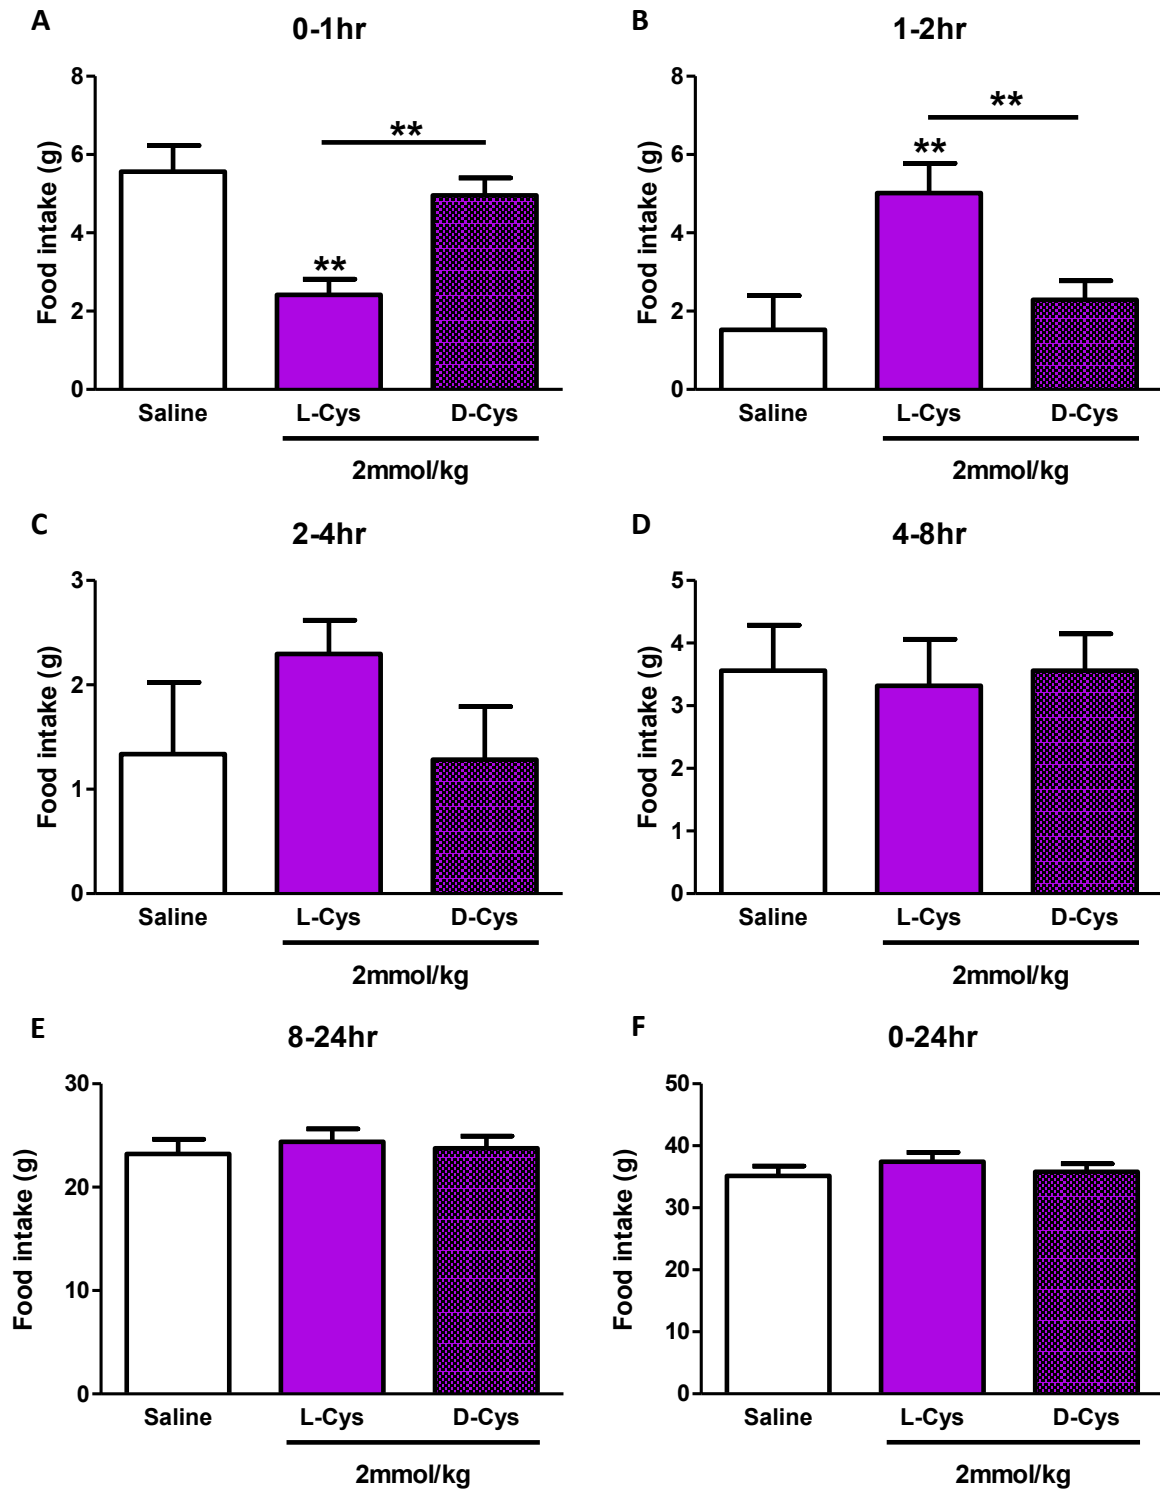 A
0-1hr
Food intake (g)
8
6
4
2
0
**
**
Saline
L-Cys
D-Cys
2mmol/kg
B
1-2hr
Food intake (g)
8
6
4
2
0
**
**
Saline
L-Cys
D-Cys
2mmol/kg
C
2-4hr
Food intake (g)
3
2
1
0
Saline
L-Cys
D-Cys
2mmol/kg
D
4-8hr
Food intake (g)
5
4
3
2
1
0
Saline
L-Cys
D-Cys
2mmol/kg
E
8-24hr
Food intake (g)
30
20
10
0
Saline
L-Cys
D-Cys
2mmol/kg
F
0-24hr
Food intake (g)
50
40
30
20
10
0
Saline
L-Cys
D-Cys
2mmol/kg